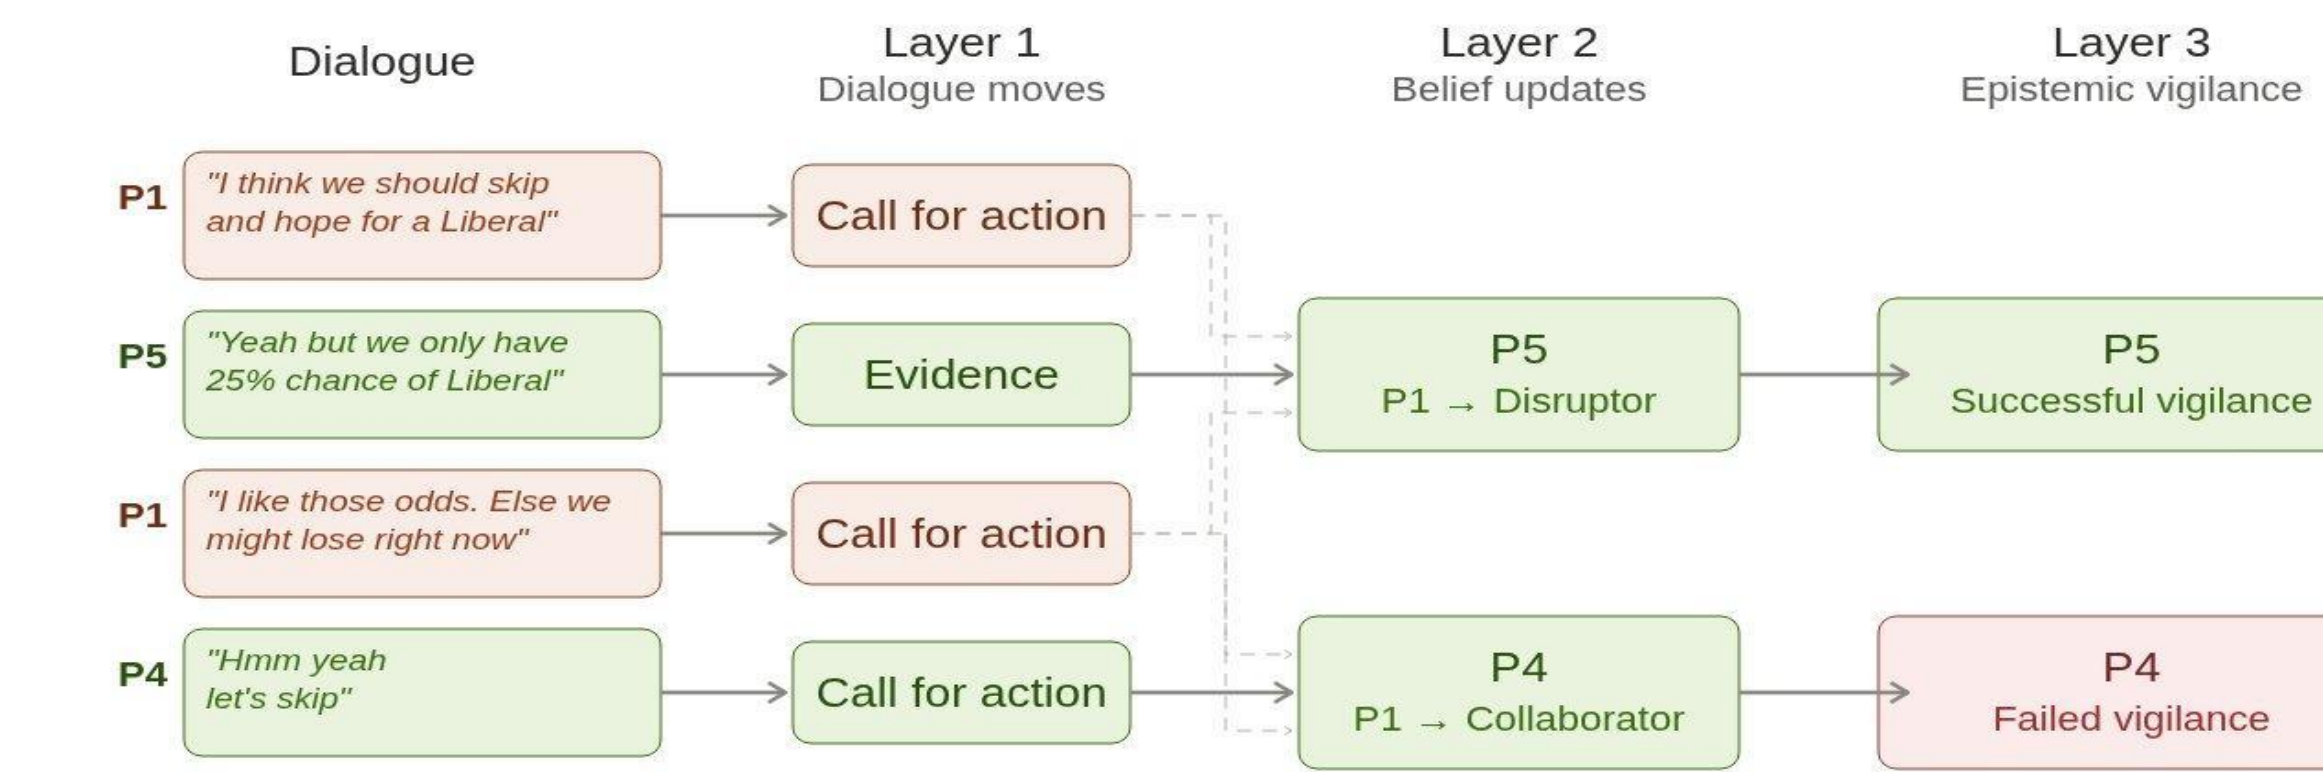 Dialogue
Layer 1
Dialogue moves
Layer 2
Belief updates
Layer 3
Epistemic vigilance
P1
"I think we should skip
and hope for a Liberal"
Call for action
P5
"Yeah but we only have
25% chance of Liberal"
Evidence
P5
P1 → Disruptor
P5
Successful vigilance
P1
"I like those odds. Else we
might lose right now"
Call for action
P4
"Hmm yeah
let's skip"
Call for action
P4
P1 → Collaborator
P4
Failed vigilance